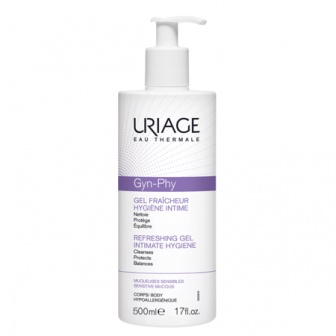 URIAGE
EAU THERMALE
Gyn-Phy
GEL FRAÎCHEUR
HYGIÈNE INTIME
Nettoie
Protège
Équilibre
REFRESHING GEL
INTIMATE HYGIENE
Cleanses
Protects
Balances
MUQUEUSES SENSIBLES
SENSITIVE MUCOUS
CORPS/BODY
HYPOALLERGÉNIQUE
500ml℮ 17fl.oz.